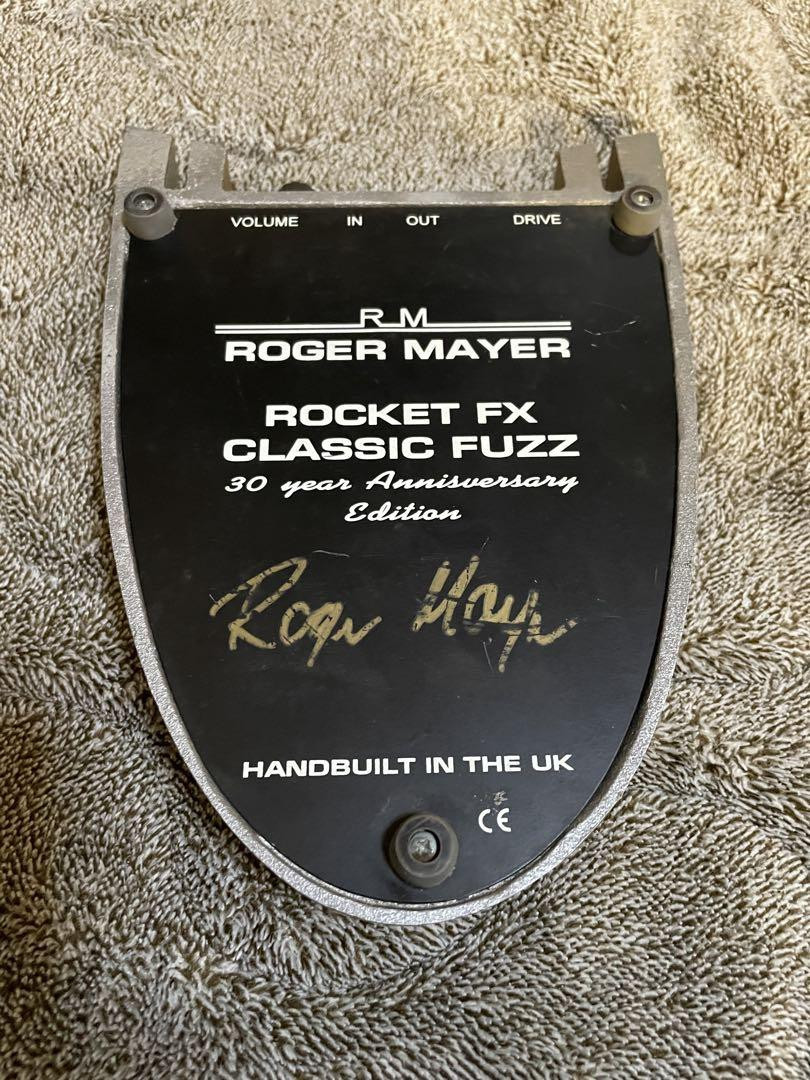 VOLUME IN OUT DRIVE
RM
ROGER MAYER
ROCKET FX
CLASSIC FUZZ
30 year Annisversary
Edition
Roger Mayer
HANDBUILT IN THE UK
CE